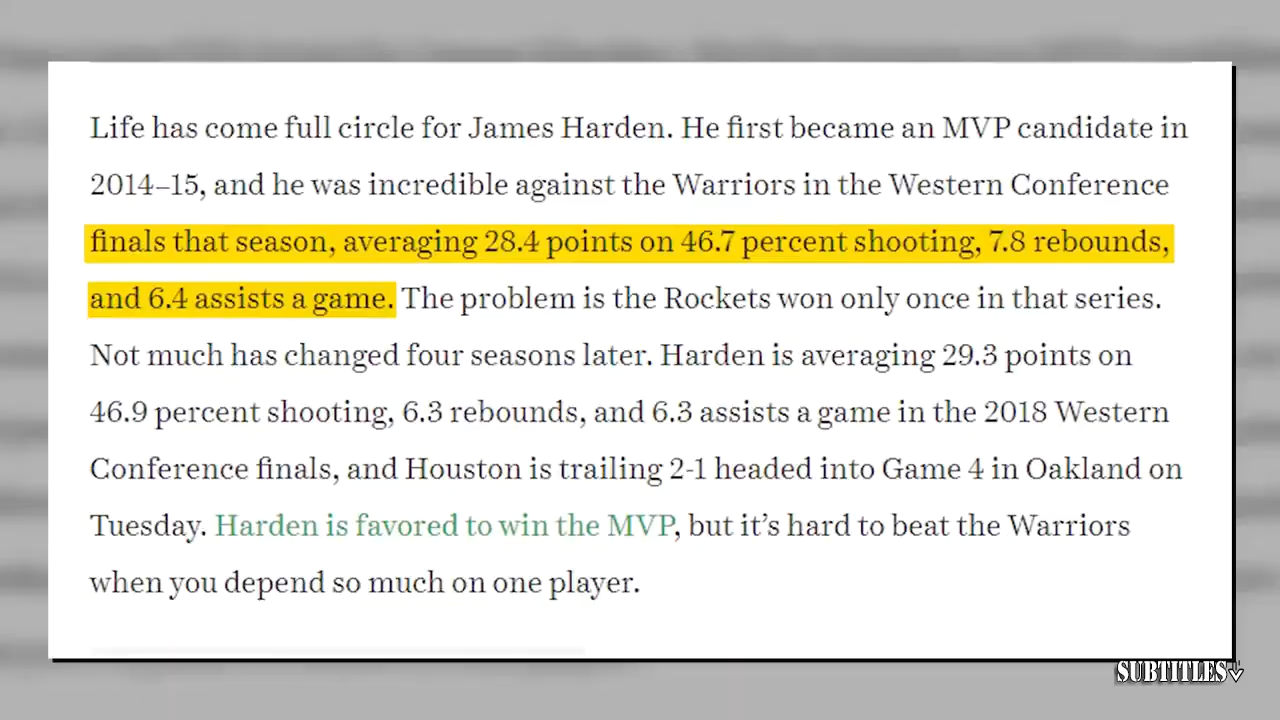 Life has come full circle for James Harden. He first became an MVP candidate in
2014–15, and he was incredible against the Warriors in the Western Conference
finals that season, averaging 28.4 points on 46.7 percent shooting, 7.8 rebounds,
and 6.4 assists a game. The problem is the Rockets won only once in that series.
Not much has changed four seasons later. Harden is averaging 29.3 points on
46.9 percent shooting, 6.3 rebounds, and 6.3 assists a game in the 2018 Western
Conference finals, and Houston is trailing 2-1 headed into Game 4 in Oakland on
Tuesday. Harden is favored to win the MVP, but it’s hard to beat the Warriors
when you depend so much on one player.
SUBTITLES